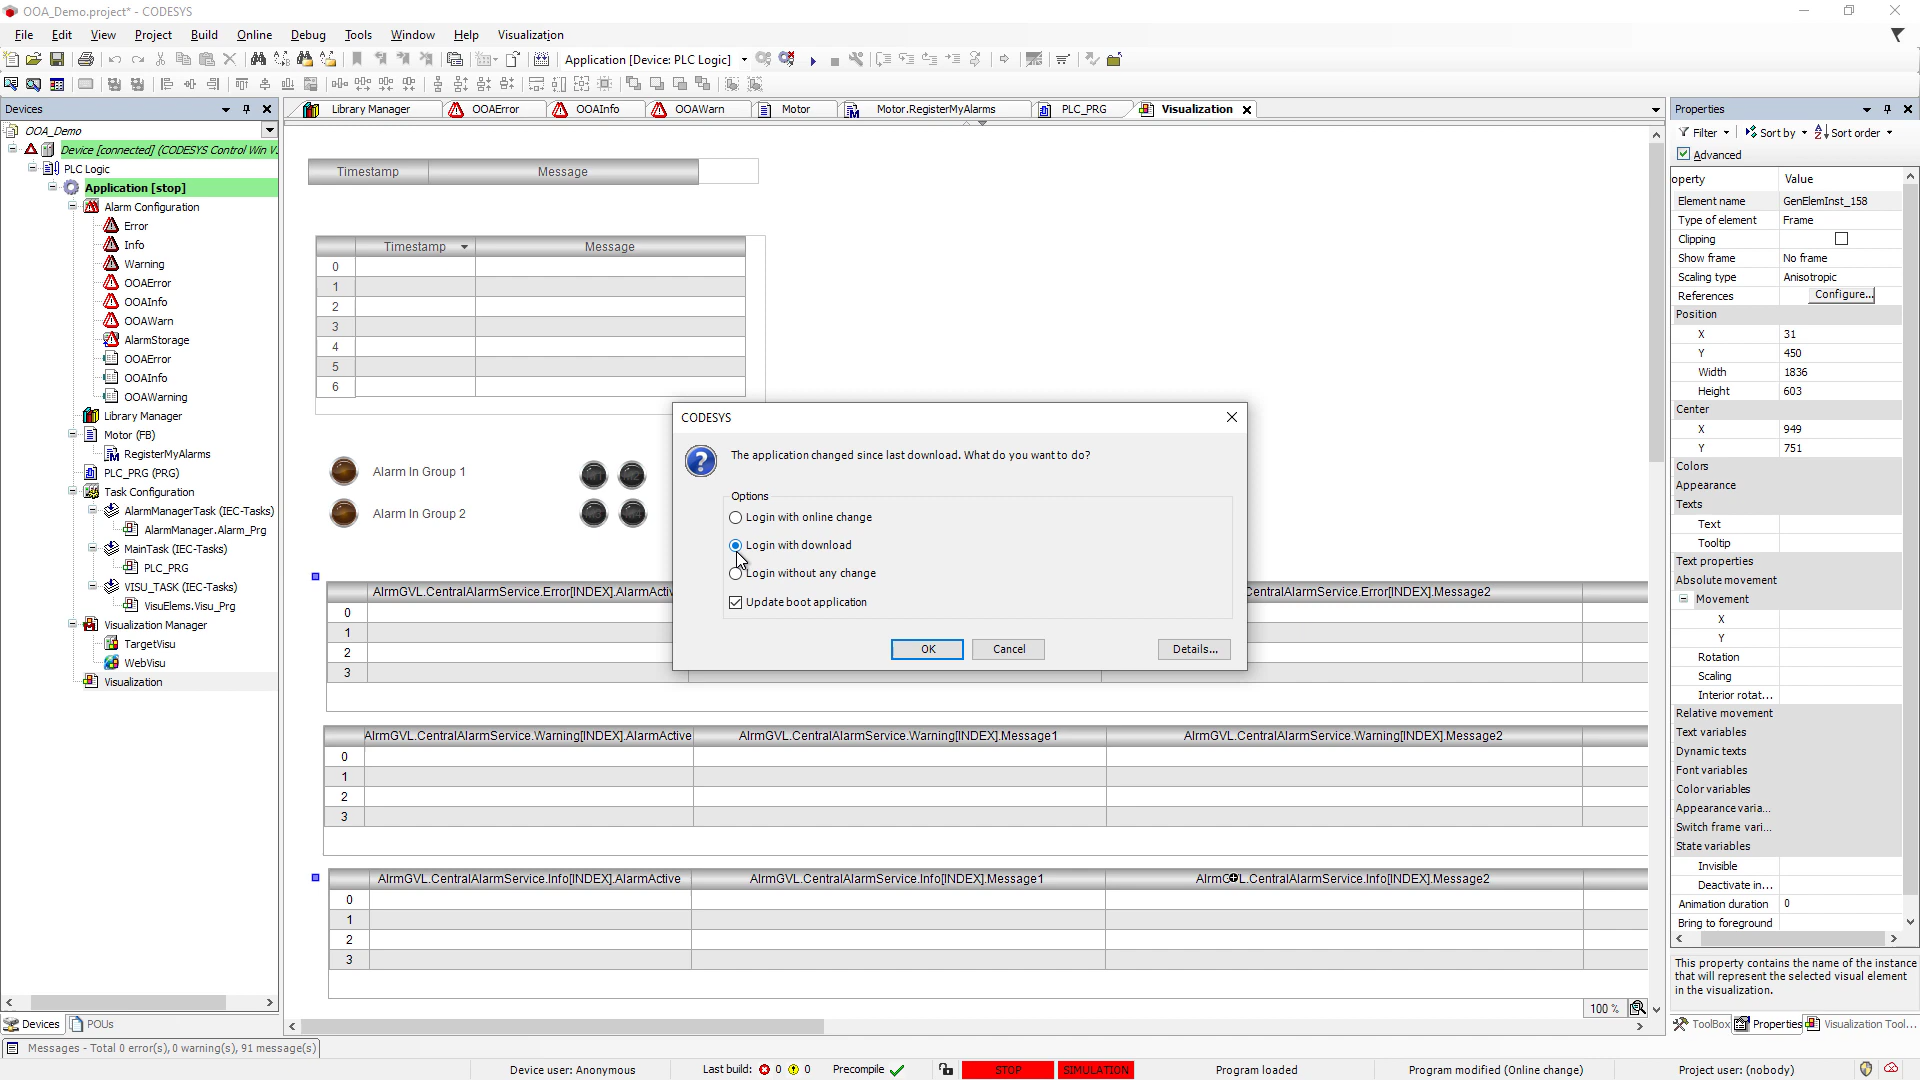 OOA_Demo.project* - CODESYS
File Edit View Project Build Online Debug Tools Window Help Visualization
Application [Device: PLC Logic]
Devices
Library Manager OOAError OOAInfo OOAWarn Motor Motor.RegisterMyAlarms PLC_PRG Visualization
Properties
OOA_Demo
Filter Sort by Sort order
Device [connected] (CODESYS Control Win V
Advanced
PLC Logic
Application [stop]
Alarm Configuration
Error
Info
Warning
OOAError
OOAInfo
OOAWarn
AlarmStorage
OOAError
OOAInfo
OOAWarning
Library Manager
Motor (FB)
RegisterMyAlarms
PLC_PRG (PRG)
Task Configuration
AlarmManagerTask (IEC-Tasks)
AlarmManager.Alarm_Prg
MainTask (IEC-Tasks)
PLC_PRG
VISU_TASK (IEC-Tasks)
VisuElems.Visu_Prg
Visualization Manager
TargetVisu
WebVisu
Visualization
Devices POUs
Timestamp Message
Timestamp Message
0
1
2
3
4
5
6
Alarm In Group 1
Alarm In Group 2
CODESYS
The application changed since last download. What do you want to do?
Options
Login with online change
Login with download
Login without any change
Update boot application
OK Cancel Details...
AlrmGVL.CentralAlarmService.Error[INDEX].AlarmActiv CentralAlarmService.Error[INDEX].Message2
0
1
2
3
AlrmGVL.CentralAlarmService.Warning[INDEX].AlarmActive AlrmGVL.CentralAlarmService.Warning[INDEX].Message1 AlrmGVL.CentralAlarmService.Warning[INDEX].Message2
0
1
2
3
AlrmGVL.CentralAlarmService.Info[INDEX].AlarmActive AlrmGVL.CentralAlarmService.Info[INDEX].Message1 AlrmGVL.CentralAlarmService.Info[INDEX].Message2
0
1
2
3
100 %
operty Value
Element name GenElemInst_158
Type of element Frame
Clipping
Show frame No frame
Scaling type Anisotropic
References Configure...
Position
X 31
Y 450
Width 1836
Height 603
Center
X 949
Y 751
Colors
Appearance
Texts
Text
Tooltip
Text properties
Absolute movement
Movement
X
Y
Rotation
Scaling
Interior rotat...
Relative movement
Text variables
Dynamic texts
Font variables
Color variables
Appearance varia...
Switch frame vari...
State variables
Invisible
Deactivate in...
Animation duration 0
Bring to foreground
This property contains the name of the instance
that will represent the selected visual element
in the visualization.
ToolBox Properties Visualization Tool...
Messages - Total 0 error(s), 0 warning(s), 91 message(s)
Device user: Anonymous Last build: 0 0 Precompile STOP SIMULATION Program loaded Program modified (Online change) Project user: (nobody)